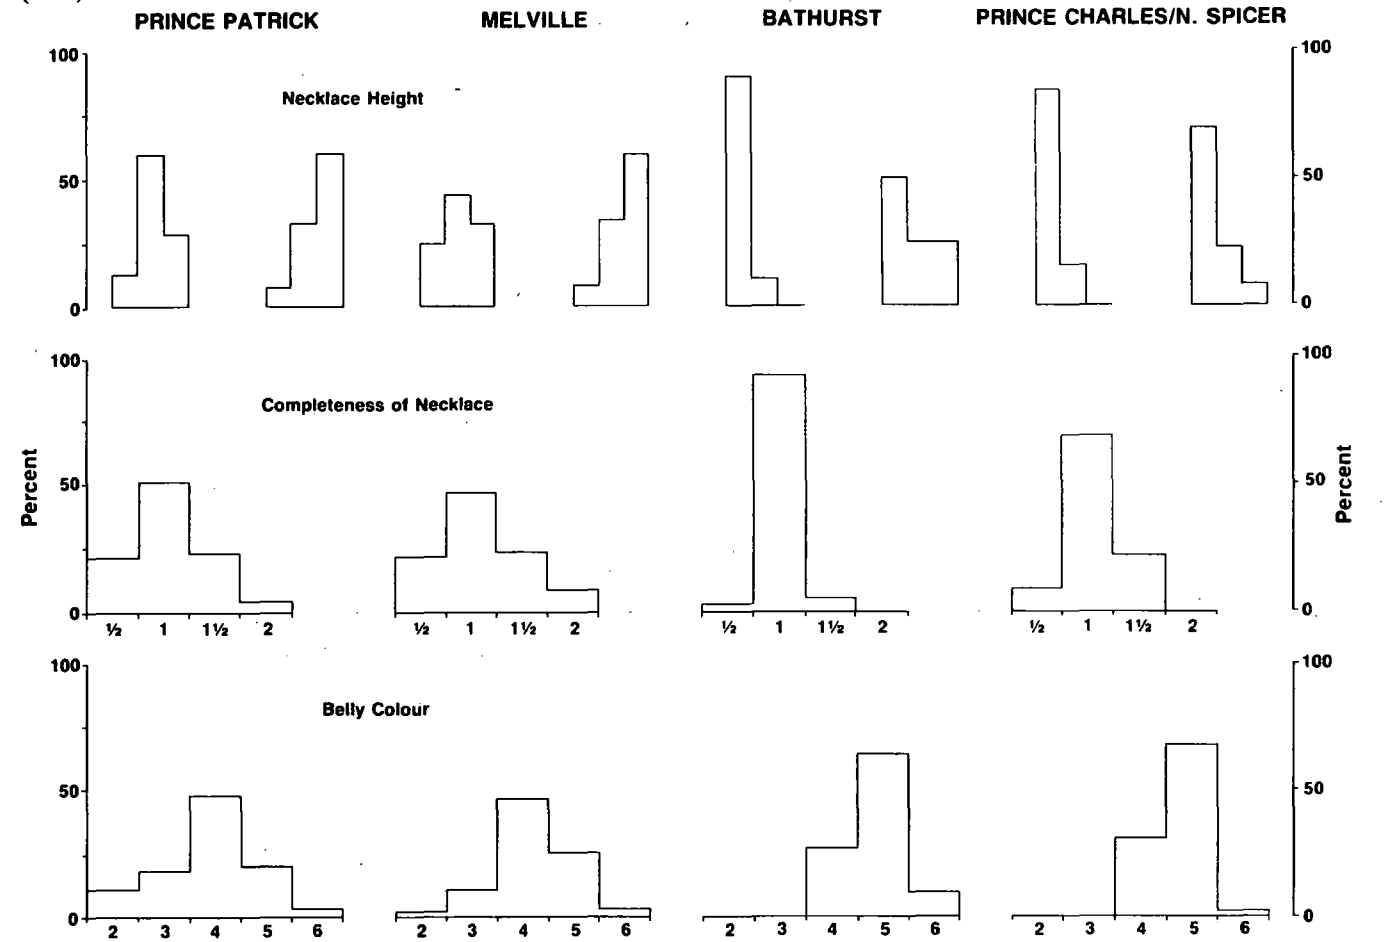 PRINCE PATRICK MELVILLE BATHURST PRINCE CHARLES/N. SPICER
100 100
Necklace Height
50 50
0 0
100 100
Completeness of Necklace
Percent Percent
50 50
0 0
½ 1 1½ 2 ½ 1 1½ 2 ½ 1 1½ 2 ½ 1 1½ 2
100 100
Belly Colour
50 50
0 0
2 3 4 5 6 2 3 4 5 6 2 3 4 5 6 2 3 4 5 6